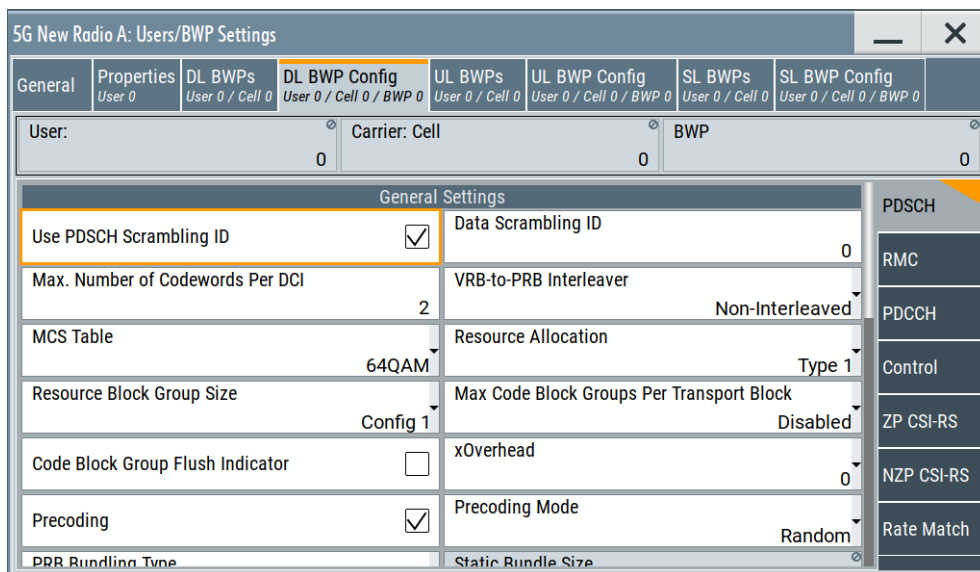 5G New Radio A: Users/BWP Settings
General
Properties
User 0
DL BWPs
User 0 / Cell 0
DL BWP Config
User 0 / Cell 0 / BWP 0
UL BWPs
User 0 / Cell 0
UL BWP Config
User 0 / Cell 0 / BWP 0
SL BWPs
User 0 / Cell 0
SL BWP Config
User 0 / Cell 0 / BWP 0
User:
0
Carrier: Cell
0
BWP
0
General Settings
Use PDSCH Scrambling ID
Data Scrambling ID
0
Max. Number of Codewords Per DCI
2
VRB-to-PRB Interleaver
Non-Interleaved
MCS Table
64QAM
Resource Allocation
Type 1
Resource Block Group Size
Config 1
Max Code Block Groups Per Transport Block
Disabled
Code Block Group Flush Indicator
xOverhead
0
Precoding
Precoding Mode
Random
PRB Bundling Type
Static Bundle Size
PDSCH
RMC
PDCCH
Control
ZP CSI-RS
NZP CSI-RS
Rate Match